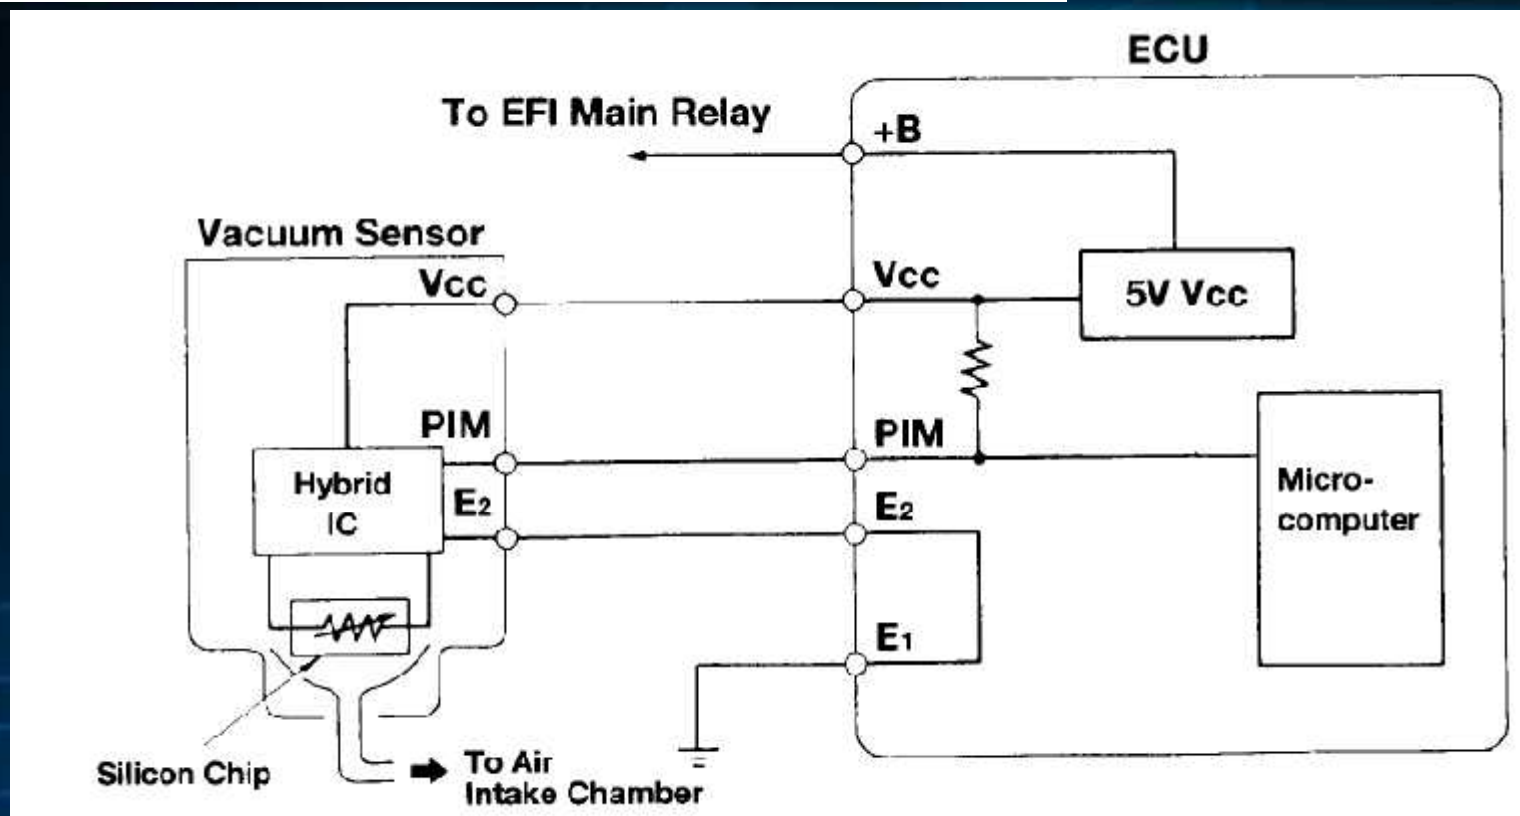 ECU
To EFI Main Relay
+B
Vacuum Sensor
Vcc
Vcc
5V Vcc
PIM
PIM
Hybrid
IC
E2
E2
Micro-
computer
E1
Silicon Chip
To Air
Intake Chamber